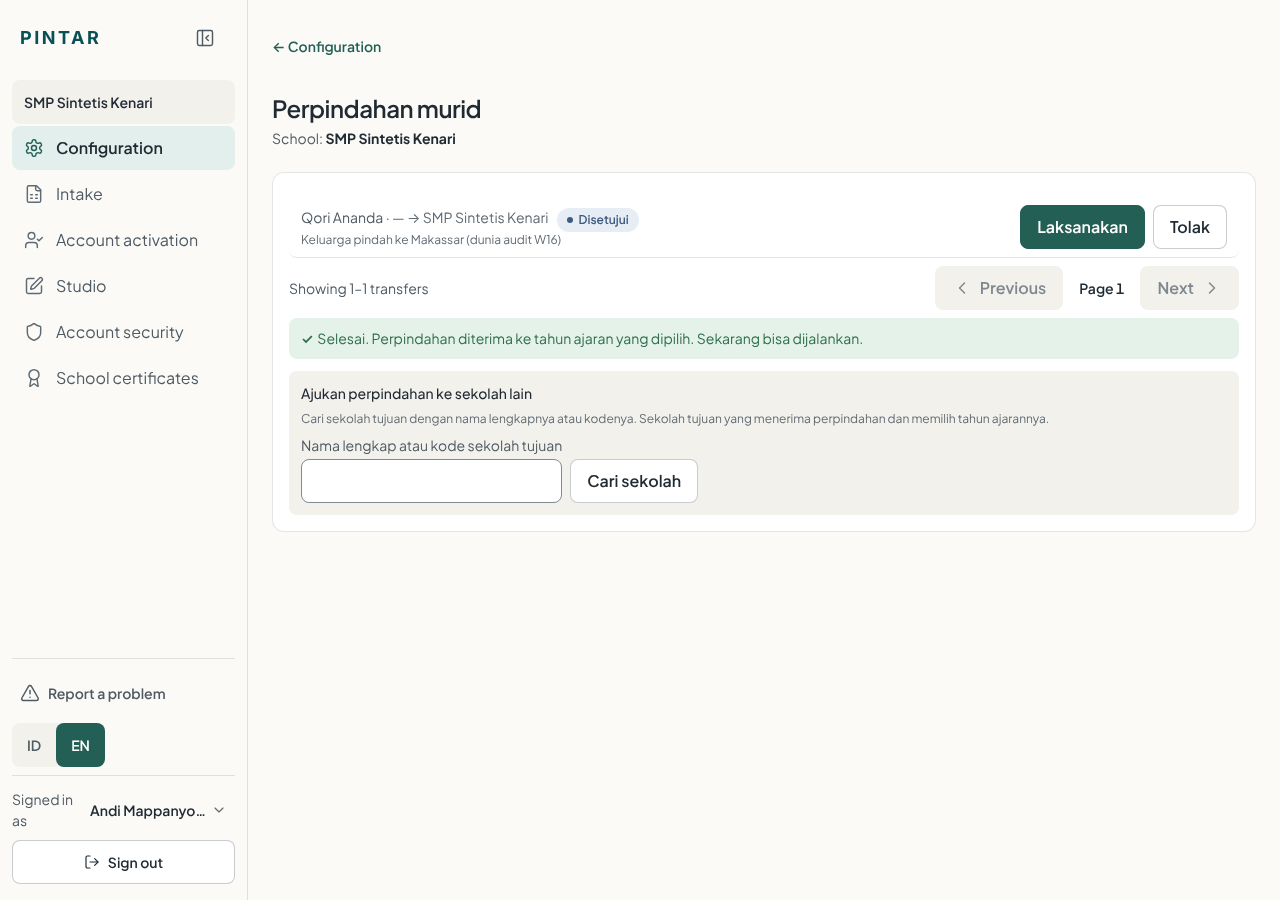 PINTAR
SMP Sintetis Kenari
Configuration
Intake
Account activation
Studio
Account security
School certificates
Report a problem
ID EN
Signed in as
Andi Mappanyo…
Sign out
← Configuration
Perpindahan murid
School: SMP Sintetis Kenari
Qori Ananda · — → SMP Sintetis Kenari Disetujui
Keluarga pindah ke Makassar (dunia audit W16)
Laksanakan Tolak
Showing 1–1 transfers
Previous Page 1 Next
✓ Selesai. Perpindahan diterima ke tahun ajaran yang dipilih. Sekarang bisa dijalankan.
Ajukan perpindahan ke sekolah lain
Cari sekolah tujuan dengan nama lengkapnya atau kodenya. Sekolah tujuan yang menerima perpindahan dan memilih tahun ajarannya.
Nama lengkap atau kode sekolah tujuan
Cari sekolah